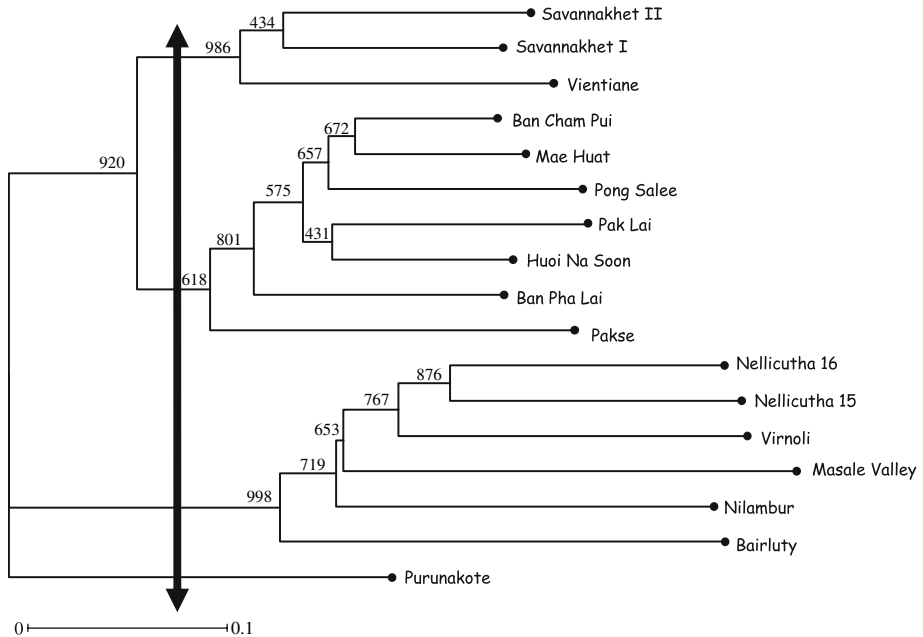 434 Savannakhet II
986 Savannakhet I
Vientiane
672 Ban Cham Pui
920 657 Mae Huat
575 Pong Salee
431 Pak Lai
801 Huoi Na Soon
618 Ban Pha Lai
Pakse
876 Nellicutha 16
767 Nellicutha 15
653 Virnoli
719 Masale Valley
998 Nilambur
Bairluty
Purunakote
0 0.1